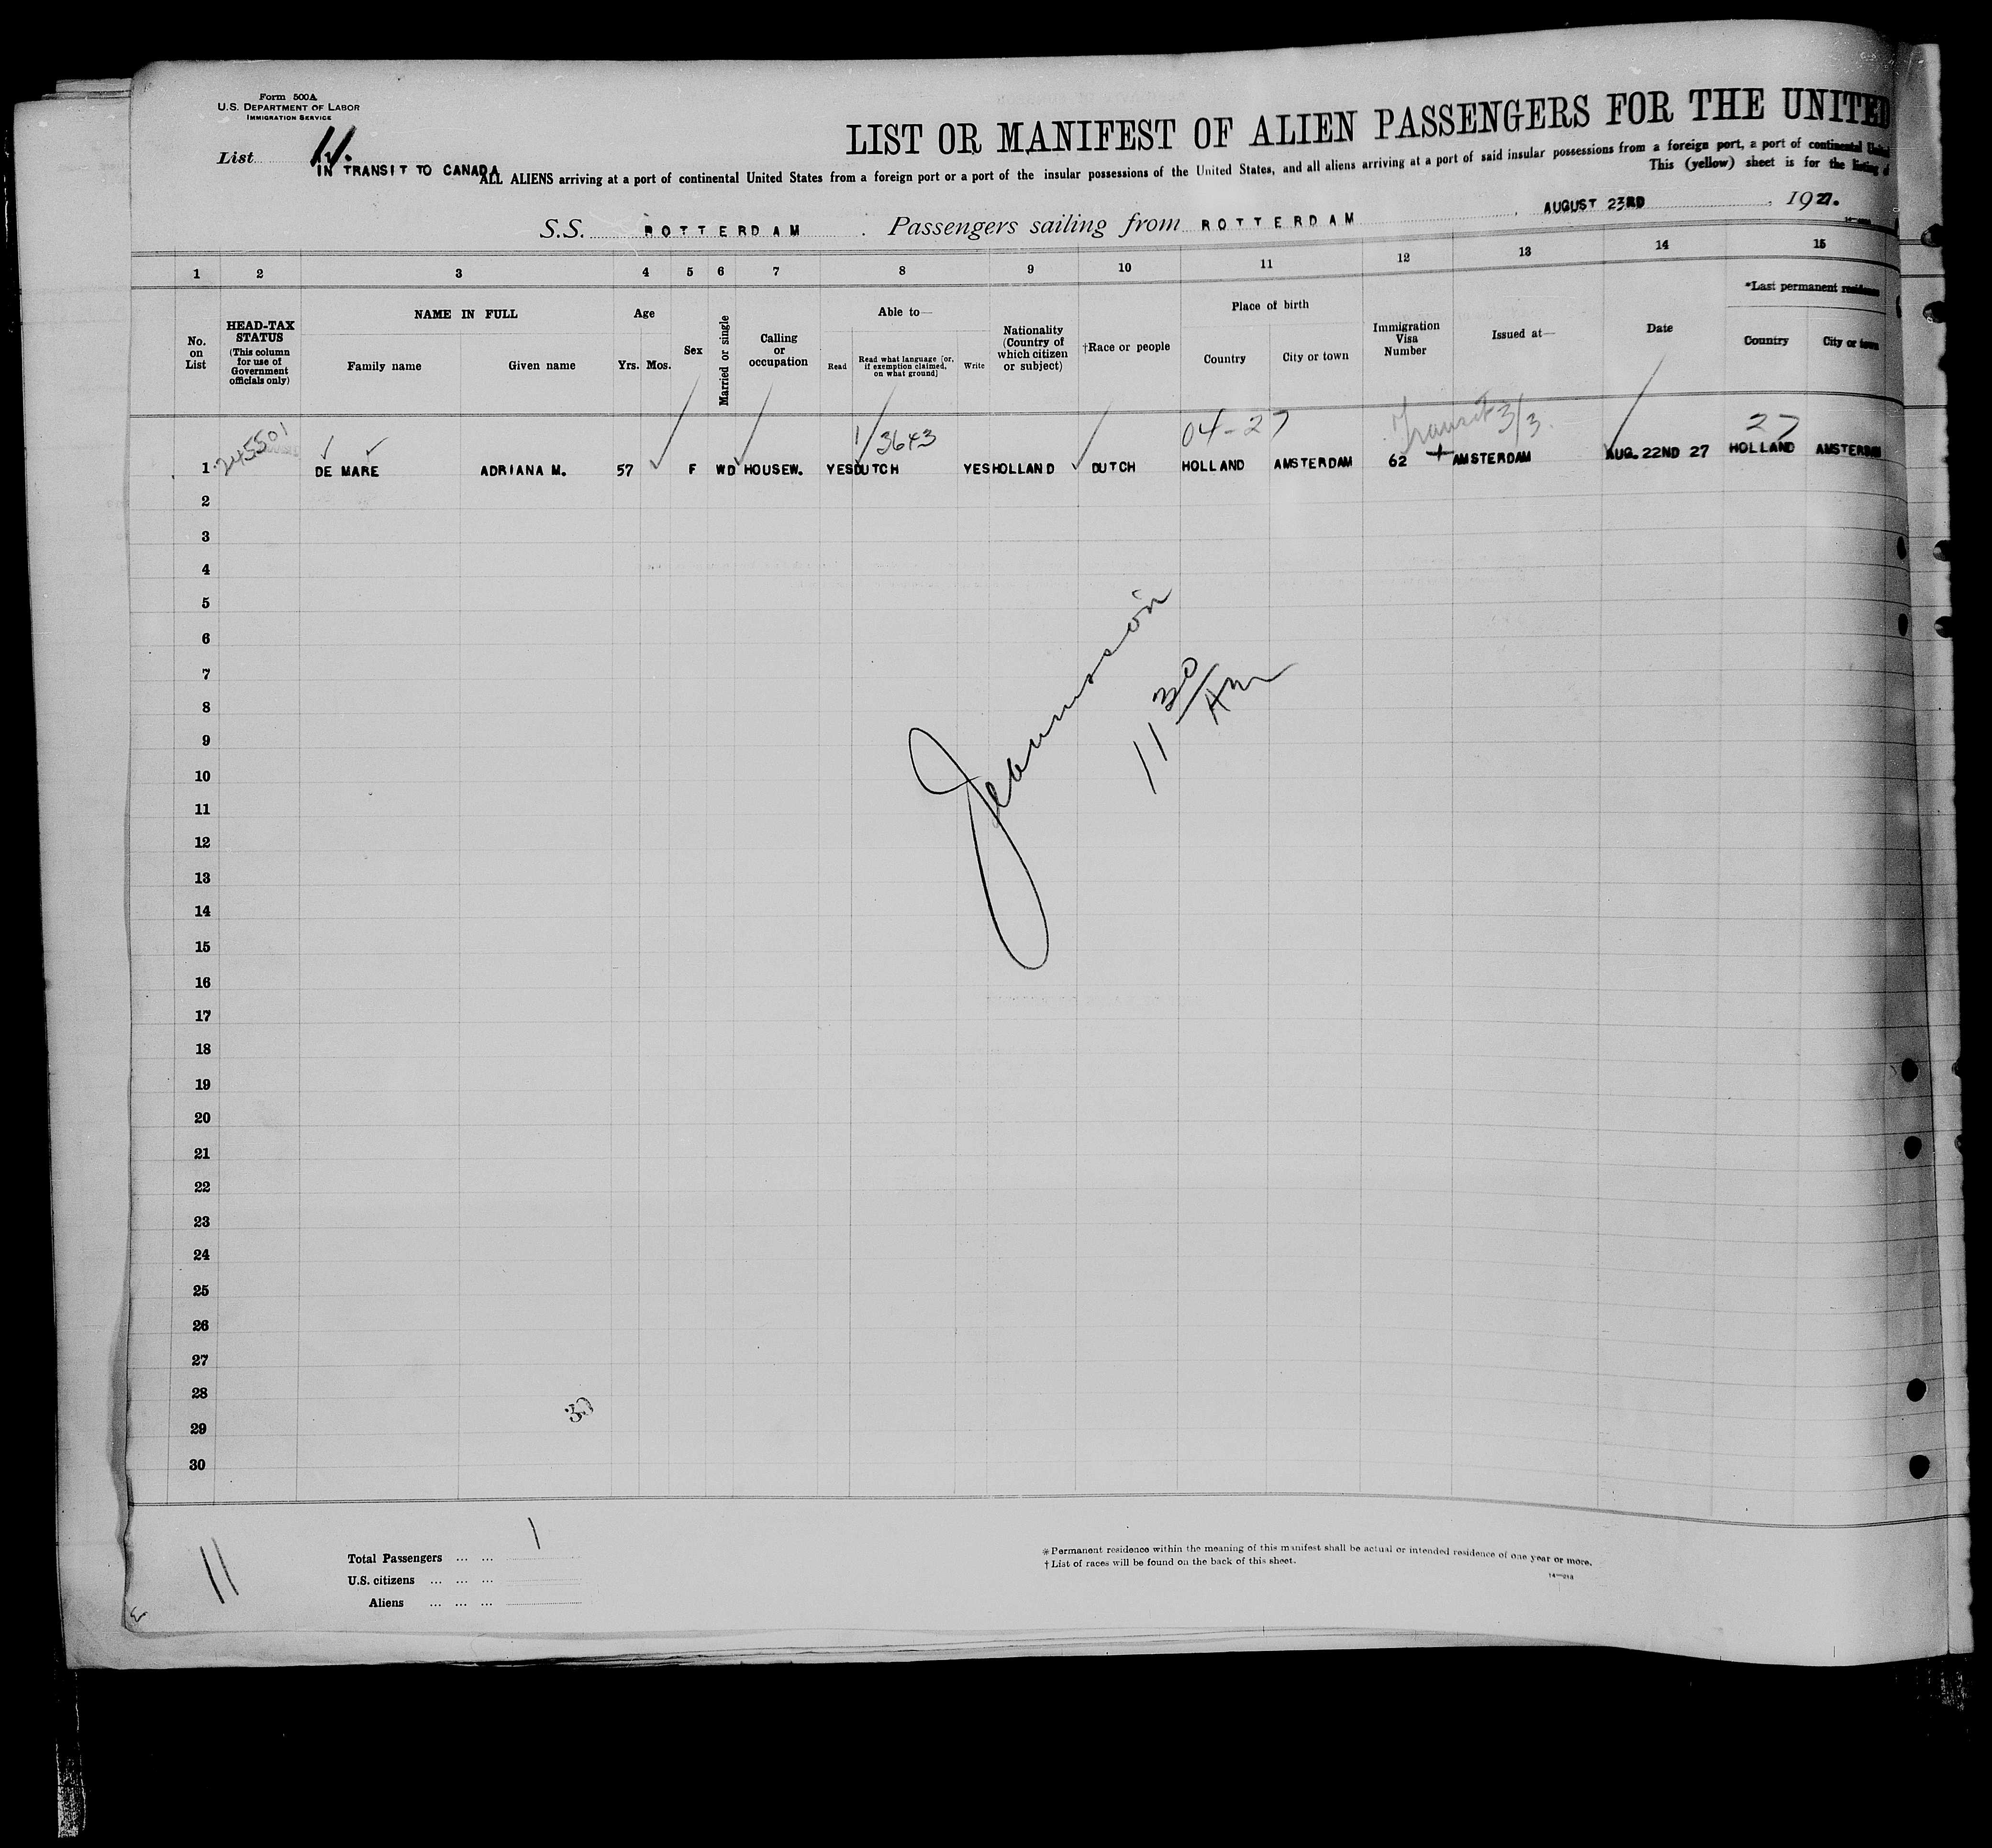 Form 500A
U.S. DEPARTMENT OF LABOR
IMMIGRATION SERVICE
List 11.
IN TRANSIT TO CANADA
LIST OR MANIFEST OF ALIEN PASSENGERS FOR THE UNITED
ALL ALIENS arriving at a port of continental United States from a foreign port or a port of the insular possessions of the United States, and all aliens arriving at a port of said insular possessions from a foreign port, a port of continental United
This (yellow) sheet is for the listing of
S.S. ROTTERDAM Passengers sailing from ROTTERDAM, AUGUST 23RD, 1927.
1 2 3 4 5 6 7 8 9 10 11 12 13 14 15
No. on List
HEAD-TAX STATUS (This column for use of Government officials only)
NAME IN FULL
Family name Given name
Age
Yrs. Mos.
Sex
Married or single
Calling or occupation
Able to—
Read Read what language [or, if exemption claimed, on what ground] Write
Nationality (Country of which citizen or subject)
†Race or people
Place of birth
Country City or town
Immigration Visa Number
Issued at—
Date
*Last permanent residence
Country City or town
245501 1/3643 04-27 Transit 3/3. 27
1 DE MARE ADRIANA M. 57 F WD HOUSEW. YES DUTCH YES HOLLAND DUTCH HOLLAND AMSTERDAM 62 + AMSTERDAM AUG. 22ND 27 HOLLAND AMSTERDAM
2
3
4
5
6
7
8
9
10
11
12
13
14
15
16
17
18
19
20
21
22
23
24
25
26
27
28
29
30
11 30/AM
33
11
Total Passengers ... ... 1
U.S. citizens ... ... ...
Aliens ... ... ...
*Permanent residence within the meaning of this manifest shall be actual or intended residence of one year or more.
†List of races will be found on the back of this sheet.